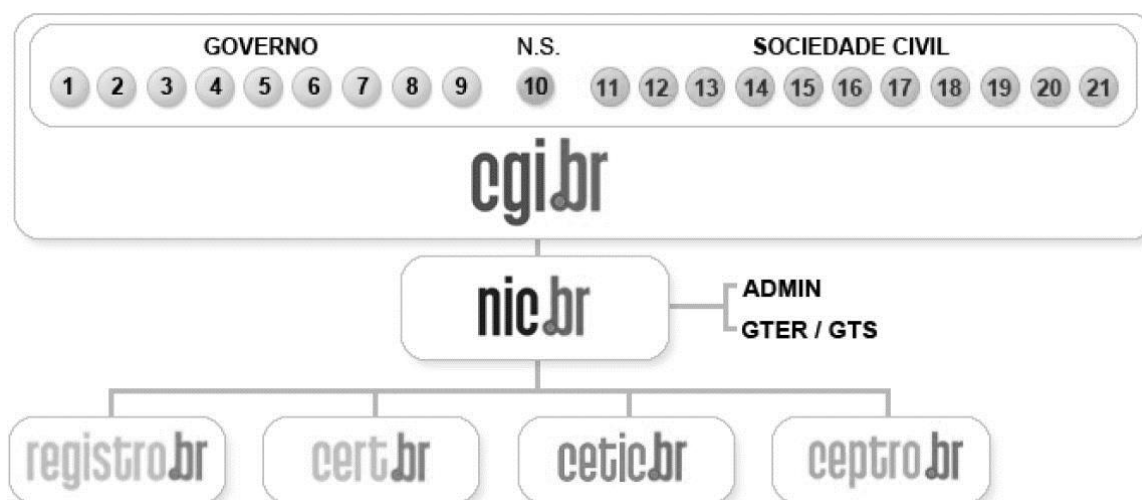 GOVERNO N.S. SOCIEDADE CIVIL
1 2 3 4 5 6 7 8 9 10 11 12 13 14 15 16 17 18 19 20 21
cgi.br
nic.br
ADMIN
GTER / GTS
registro.br cert.br cetic.br ceptro.br